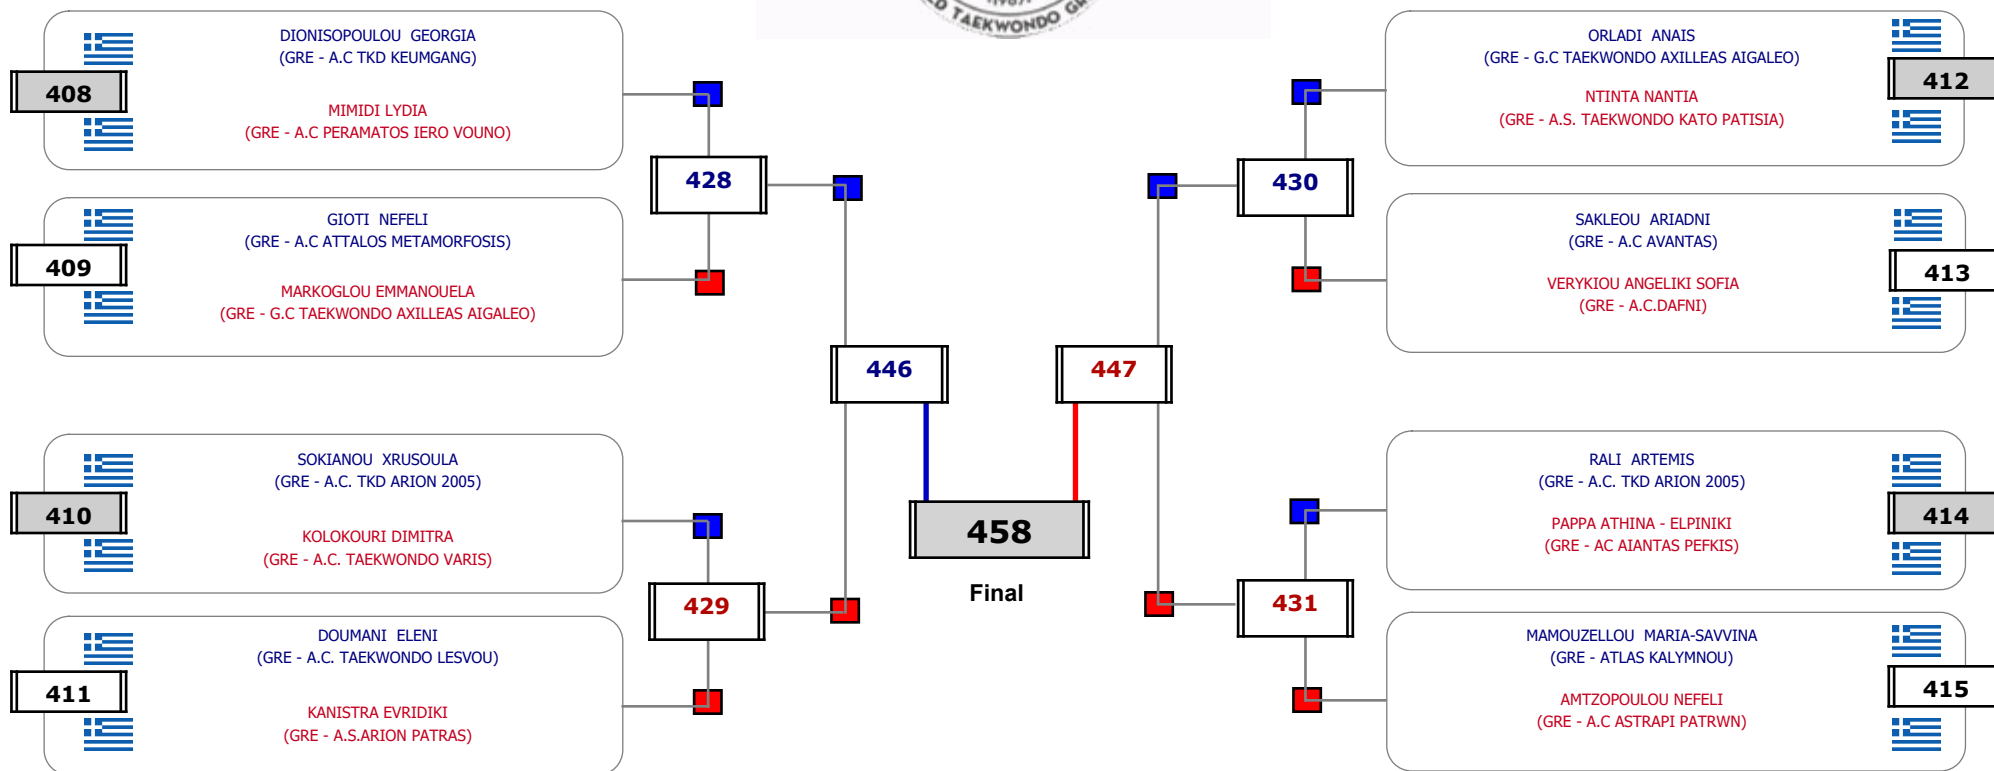 TAEKWONDO
DIONISOPOULOU GEORGIA
(GRE - A.C TKD KEUMGANG)
408
MIMIDI LYDIA
(GRE - A.C PERAMATOS IERO VOUNO)
428
GIOTI NEFELI
(GRE - A.C ATTALOS METAMORFOSIS)
409
MARKOGLOU EMMANOUELA
(GRE - G.C TAEKWONDO AXILLEAS AIGALEO)
446
SOKIANOU XRUSOULA
(GRE - A.C. TKD ARION 2005)
410
KOLOKOURI DIMITRA
(GRE - A.C. TAEKWONDO VARIS)
429
DOUMANI ELENI
(GRE - A.C. TAEKWONDO LESVOU)
411
KANISTRA EVRIDIKI
(GRE - A.S.ARION PATRAS)
458
Final
ORLADI ANAIS
(GRE - G.C TAEKWONDO AXILLEAS AIGALEO)
412
NTINTA NANTIA
(GRE - A.S. TAEKWONDO KATO PATISIA)
430
SAKLEOU ARIADNI
(GRE - A.C AVANTAS)
413
VERYKIOU ANGELIKI SOFIA
(GRE - A.C.DAFNI)
447
RALI ARTEMIS
(GRE - A.C. TKD ARION 2005)
414
PAPPA ATHINA - ELPINIKI
(GRE - AC AIANTAS PEFKIS)
431
MAMOUZELLOU MARIA-SAVVINA
(GRE - ATLAS KALYMNOU)
415
AMTZOPOULOU NEFELI
(GRE - A.C ASTRAPI PATRWN)